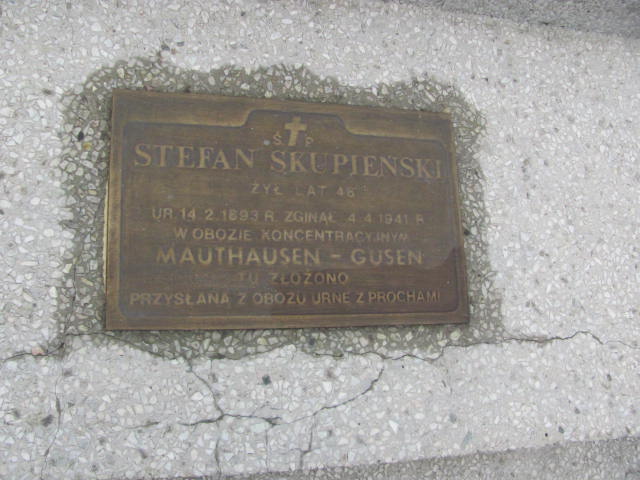 Ś P
STEFAN SKUPIEŃSKI
ŻYŁ LAT 48
UR. 14.2.1893 R. ZGINĄŁ 4.4.1941 R.
W OBOZIE KONCENTRACYJNYM
MAUTHAUSEN - GUSEN
TU ZŁOŻONO
PRZYSŁANĄ Z OBOZU URNĘ Z PROCHAMI